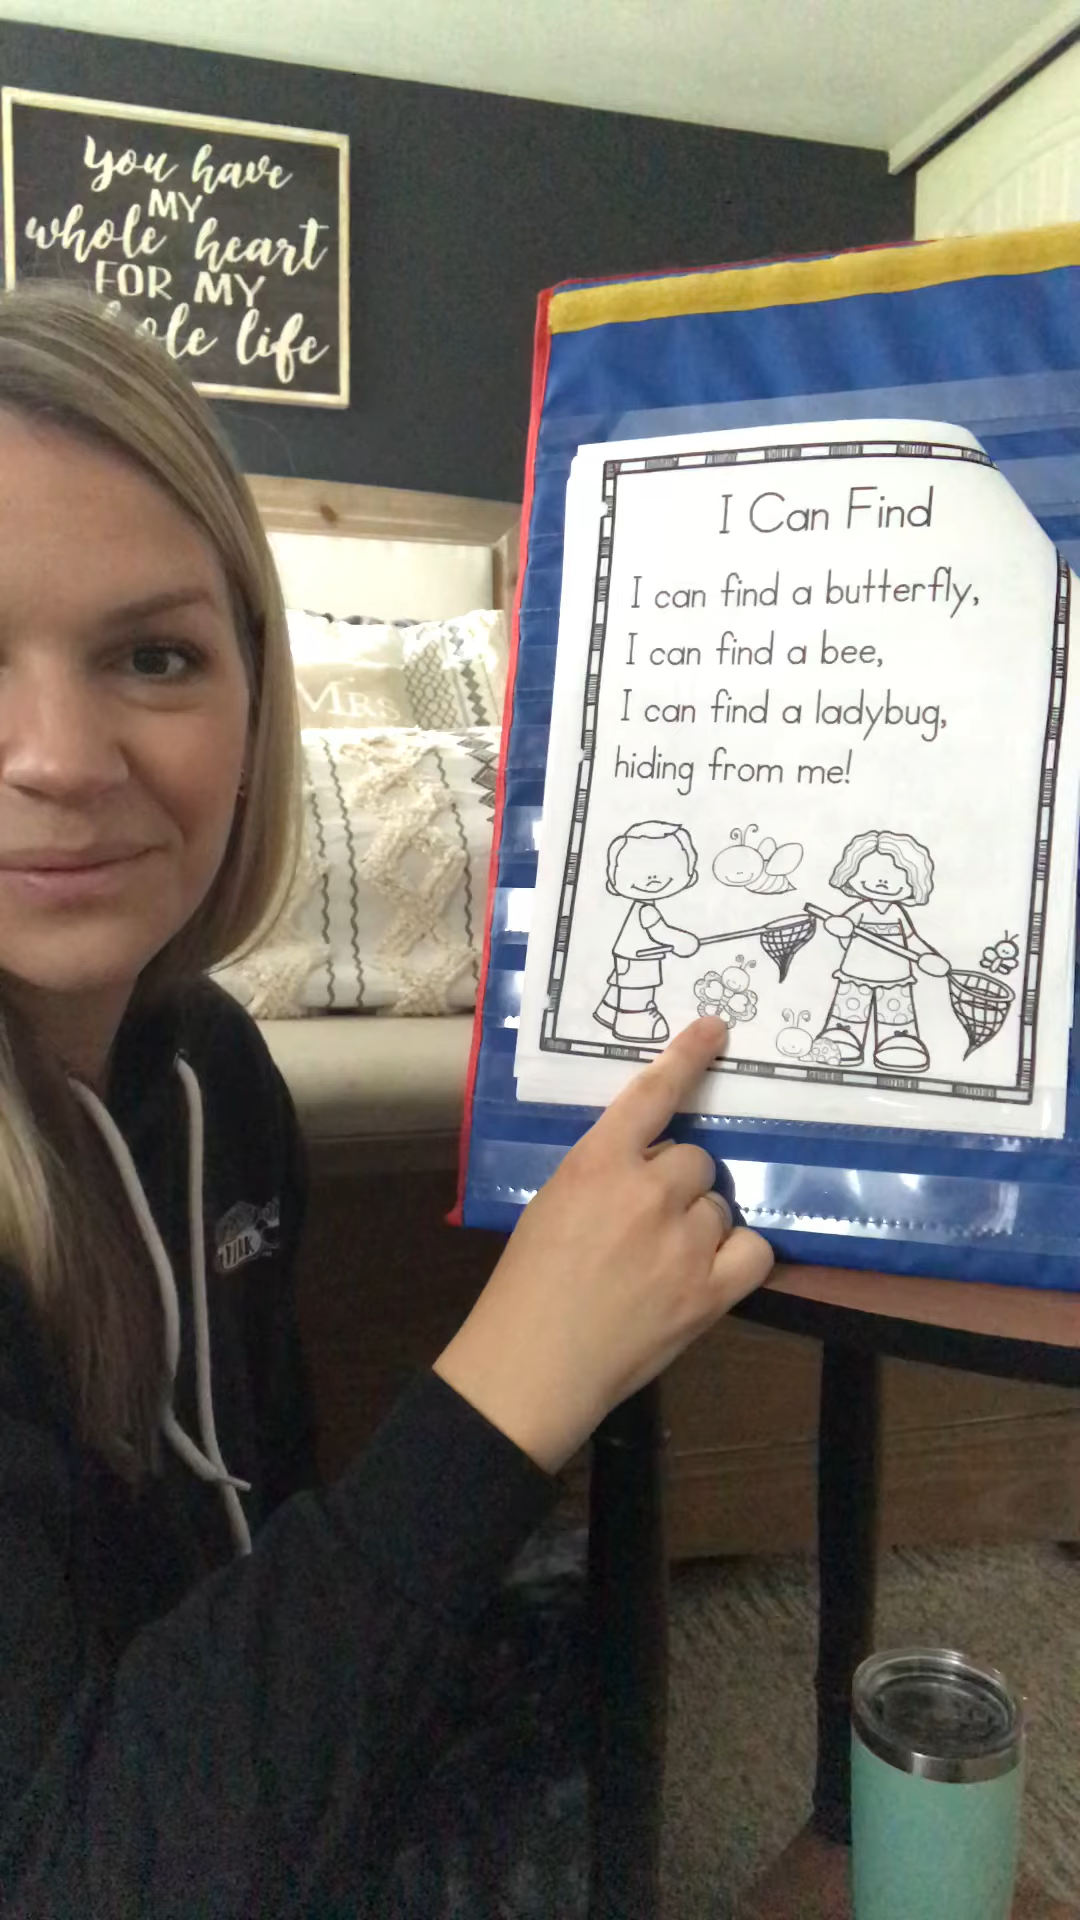 You have
MY
whole heart
FOR MY
life
MRS
I Can Find
I can find a butterfly,
I can find a bee,
I can find a ladybug,
hiding from me!